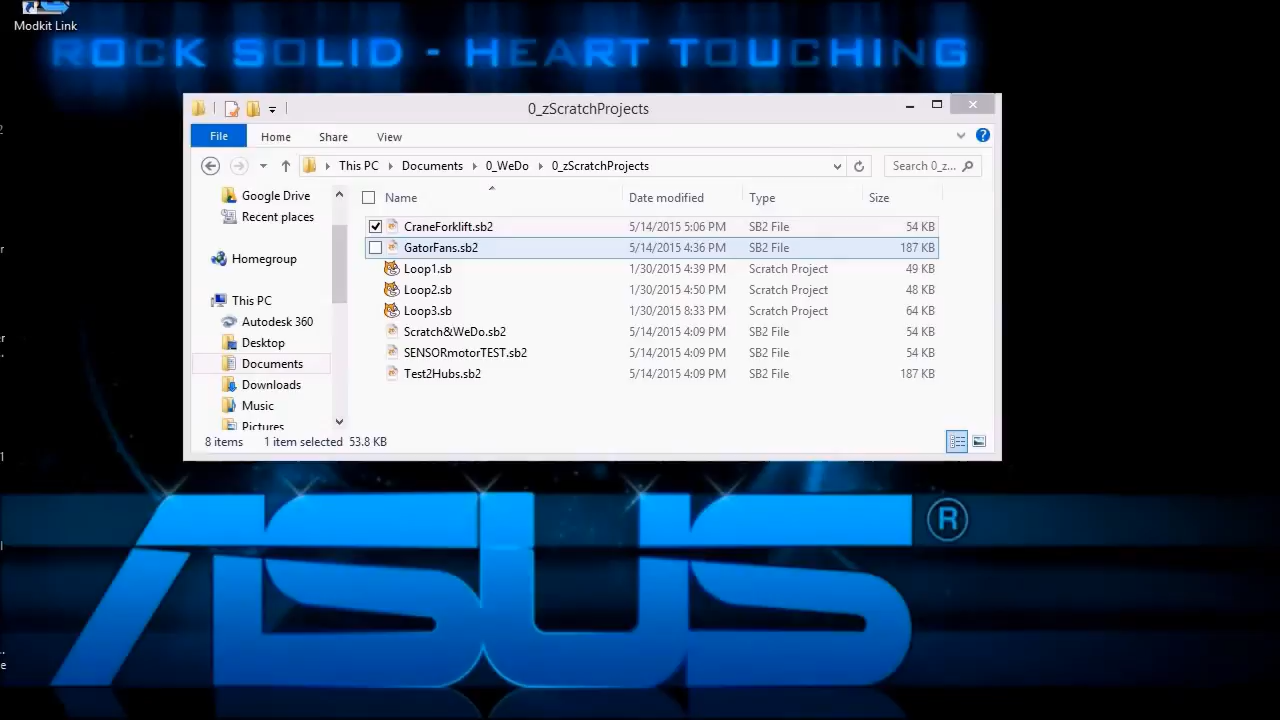 Modkit Link
ROCK SOLID - HEART TOUCHING
0_zScratchProjects
File Home Share View
This PC Documents 0_WeDo 0_zScratchProjects Search 0_z...
Google Drive
Recent places
Homegroup
This PC
Autodesk 360
Desktop
Documents
Downloads
Music
Pictures
Name Date modified Type Size
CraneForklift.sb2 5/14/2015 5:06 PM SB2 File 54 KB
GatorFans.sb2 5/14/2015 4:36 PM SB2 File 187 KB
Loop1.sb 1/30/2015 4:39 PM Scratch Project 49 KB
Loop2.sb 1/30/2015 4:50 PM Scratch Project 48 KB
Loop3.sb 1/30/2015 8:33 PM Scratch Project 64 KB
Scratch&WeDo.sb2 5/14/2015 4:09 PM SB2 File 54 KB
SENSORmotorTEST.sb2 5/14/2015 4:09 PM SB2 File 54 KB
Test2Hubs.sb2 5/14/2015 4:09 PM SB2 File 187 KB
8 items 1 item selected 53.8 KB
ASUS ®